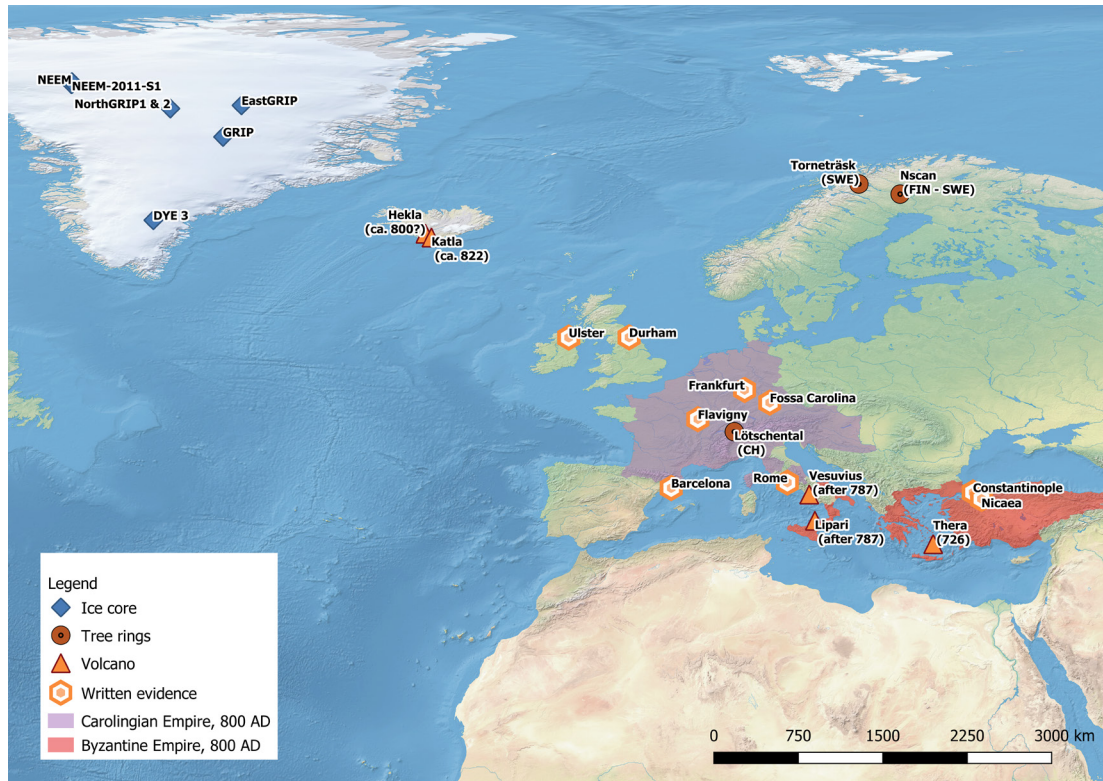 NEEM
NEEM-2011-S1
NorthGRIP1 & 2
EastGRIP
GRIP
DYE 3
Torneträsk
(SWE)
Nscan
(FIN - SWE)
Hekla
(ca. 800?)
Katla
(ca. 822)
Ulster
Durham
Frankfurt
Fossa Carolina
Flavigny
Lötschental
(CH)
Barcelona
Rome
Vesuvius
(after 787)
Constantinople
Nicaea
Lipari
(after 787)
Thera
(726)
Legend
Ice core
Tree rings
Volcano
Written evidence
Carolingian Empire, 800 AD
Byzantine Empire, 800 AD
0 750 1500 2250 3000 km